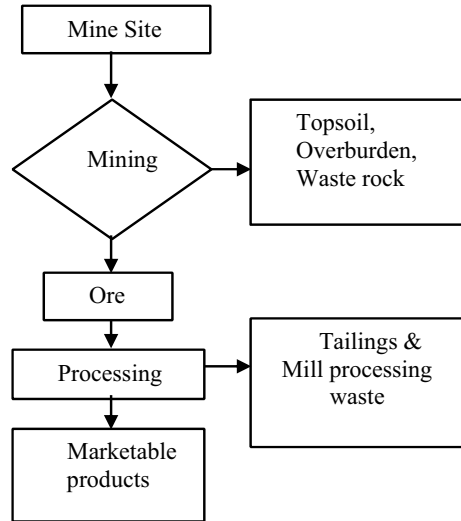 Mine Site
Mining
Topsoil,
Overburden,
Waste rock
Ore
Processing
Tailings &
Mill processing
waste
Marketable
products